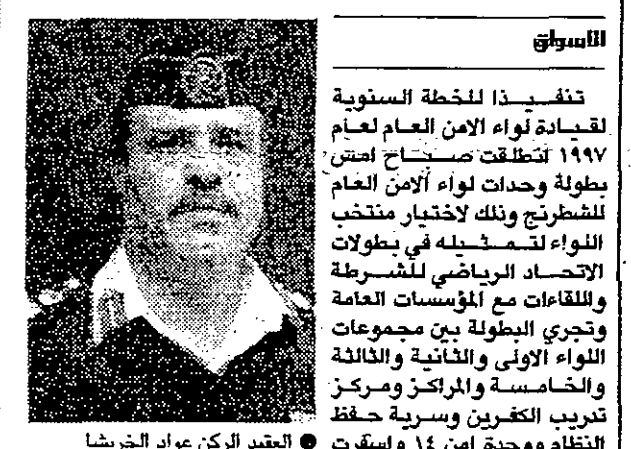 الاسواق
تنفيذا للخطة السنوية
لقيادة لواء الامن العام لعام
١٩٩٧ انطلقت صباح امس
بطولة وحدات لواء الامن العام
للشطرنج وذلك لاختيار منتخب
اللواء لتمثيله في بطولات
الاتحاد الرياضي للشرطة
واللقاءات مع المؤسسات العامة
وتجري البطولة بين مجموعات
اللواء الاولى والثانية والثالثة
والخامسة والمراكز ومركز
تدريب الكفرين وسرية حفظ
النظام ووحدة امن ١٤ واسفرت
● العقيد الركن عواد الخريشا